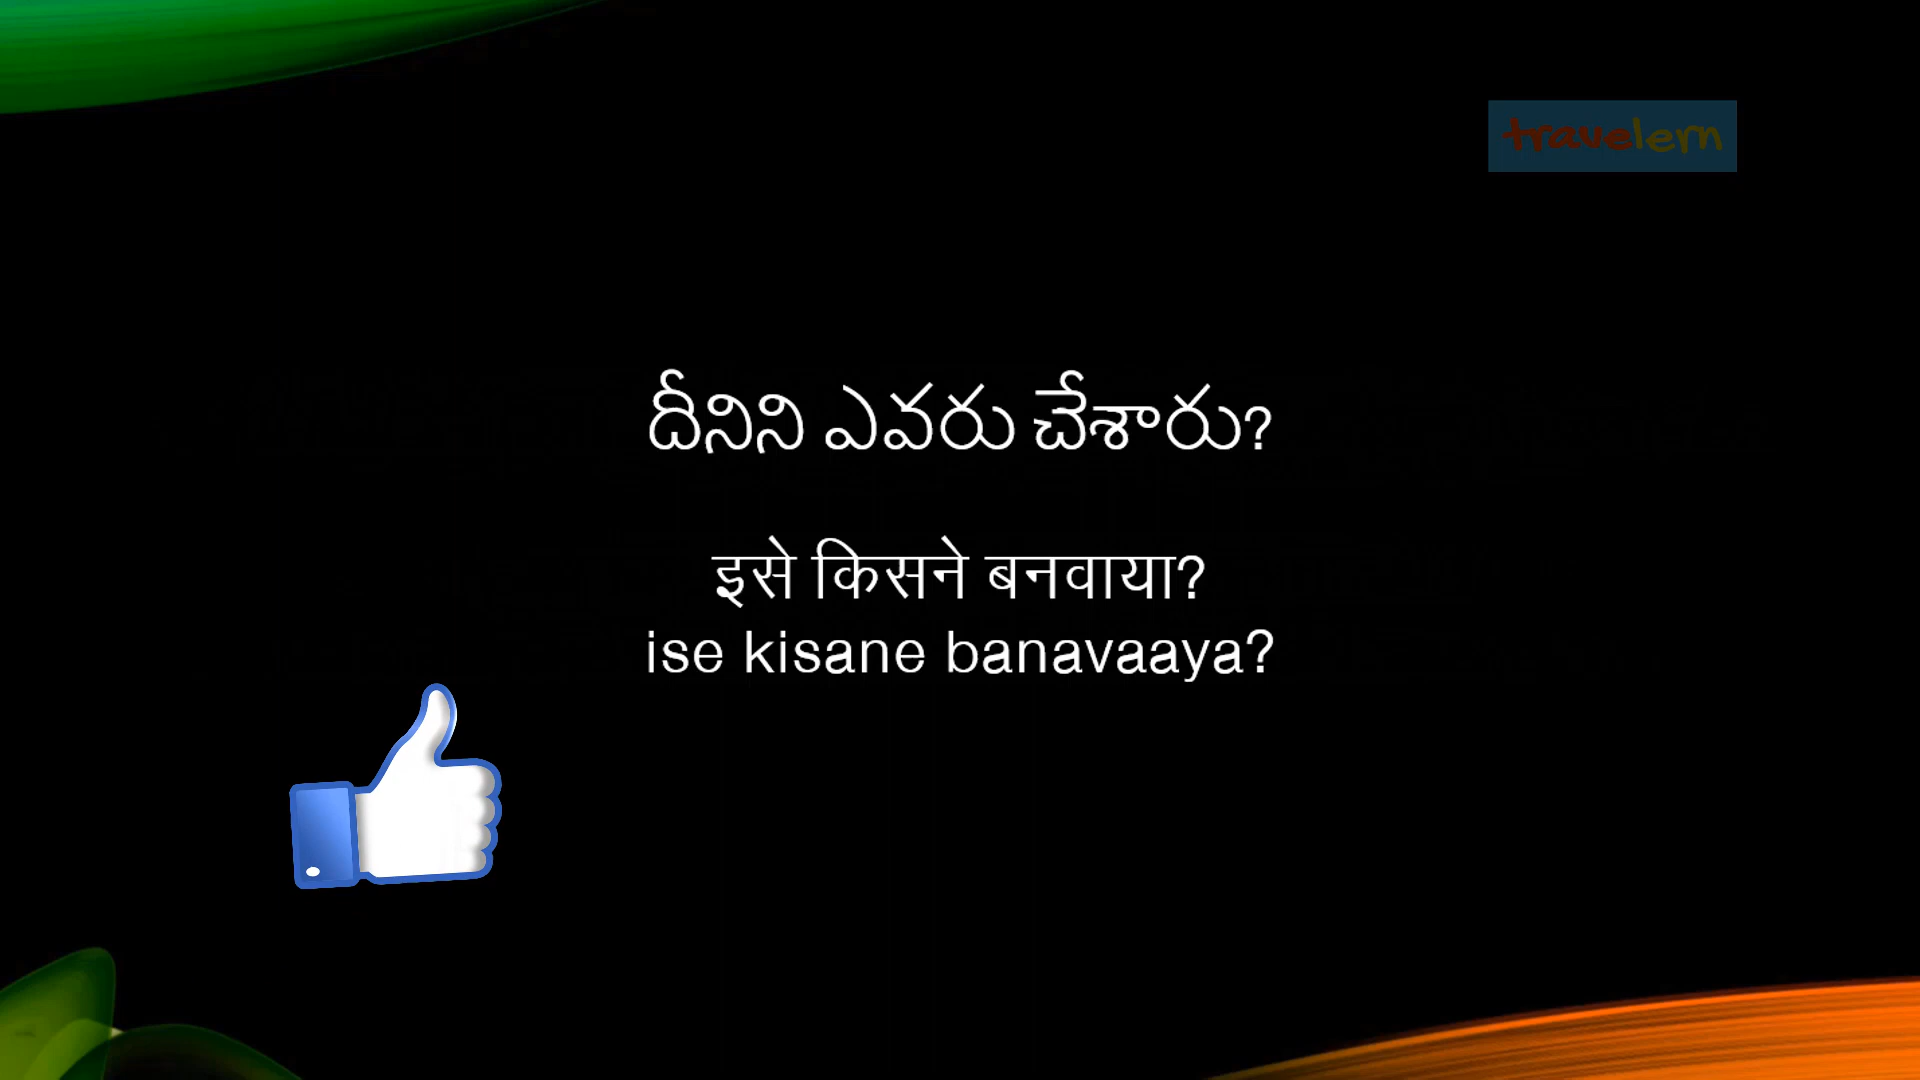 travelern
దీనిని ఎవరు చేశారు?
इसे किसने बनवाया?
ise kisane banavaaya?